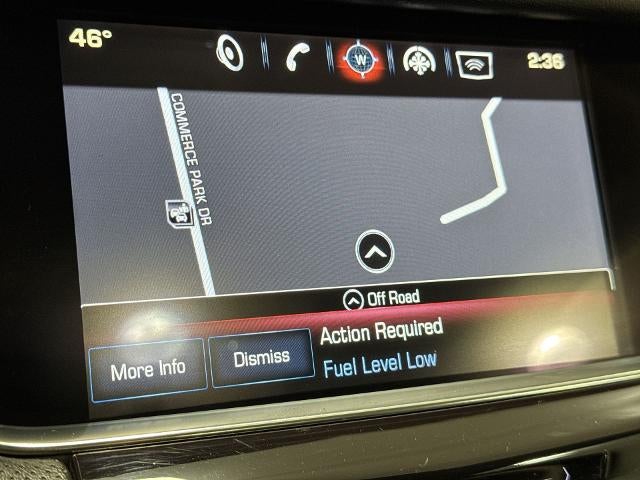 46°
W
2:36
COMMERCE PARK DR
Off Road
Action Required
More Info
Dismiss
Fuel Level Low